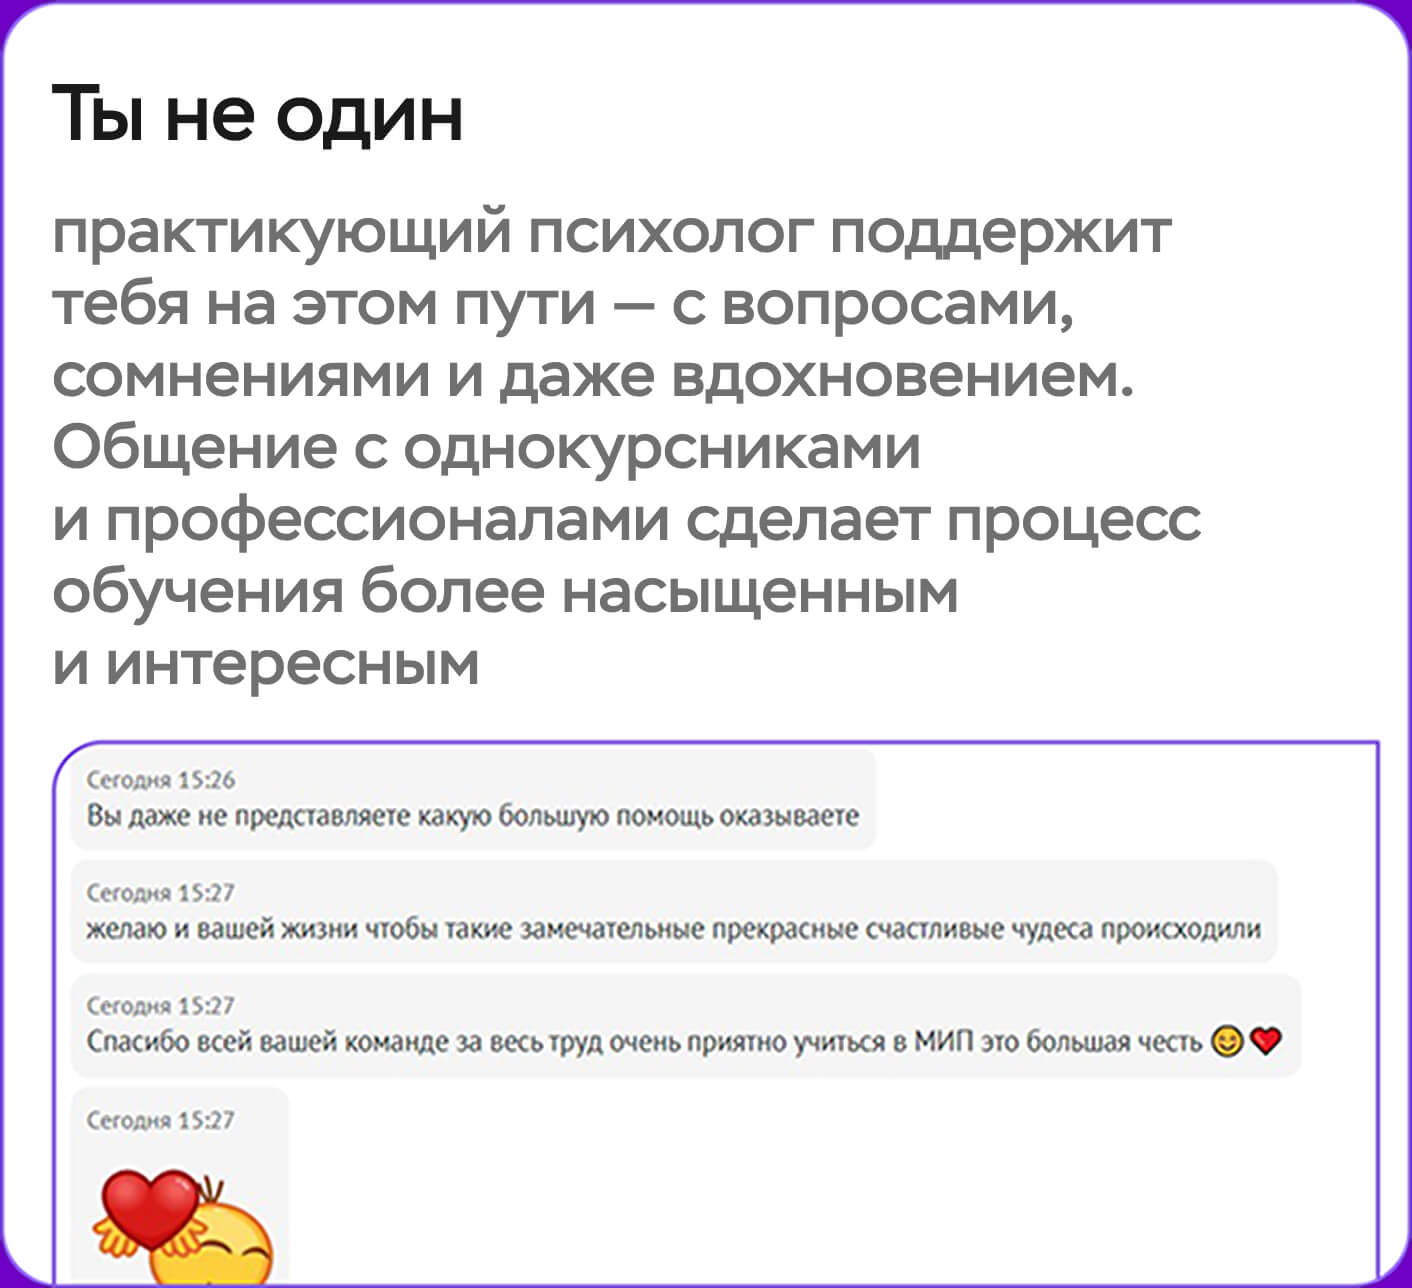 Ты не один
практикующий психолог поддержит
тебя на этом пути — с вопросами,
сомнениями и даже вдохновением.
Общение с однокурсниками
и профессионалами сделает процесс
обучения более насыщенным
и интересным
Сегодня 15:26
Вы даже не представляете какую большую помощь оказываете
Сегодня 15:27
желаю и вашей жизни чтобы такие замечательные прекрасные счастливые чудеса происходили
Сегодня 15:27
Спасибо всей вашей команде за весь труд очень приятно учиться в МИП это большая честь 😊❤️
Сегодня 15:27